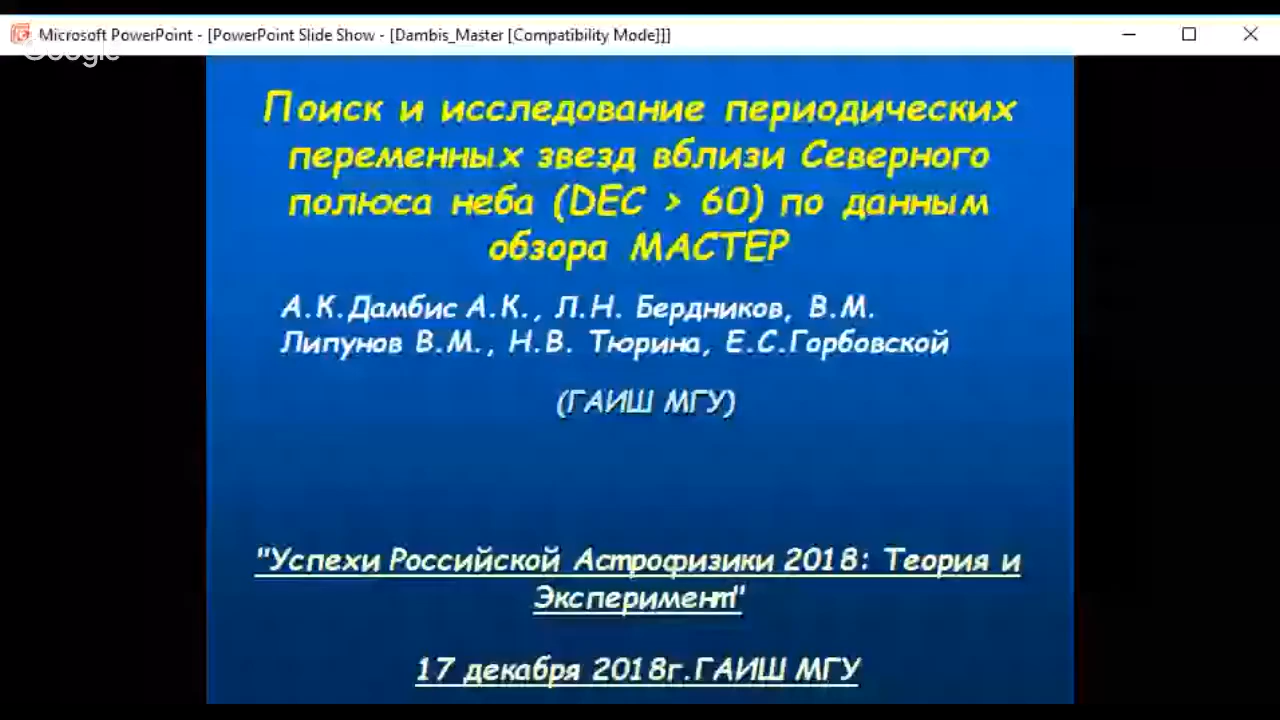 Microsoft PowerPoint - [PowerPoint Slide Show - [Dambis_Master [Compatibility Mode]]]
Google
Поиск и исследование периодических
переменных звезд вблизи Северного
полюса неба (DEC > 60) по данным
обзора МАСТЕР
А.К.Дамбис А.К., Л.Н. Бердников, В.М.
Липунов В.М., Н.В. Тюрина, Е.С.Горбовской
(ГАИШ МГУ)
"Успехи Российской Астрофизики 2018: Теория и
Эксперимент"
17 декабря 2018г.ГАИШ МГУ